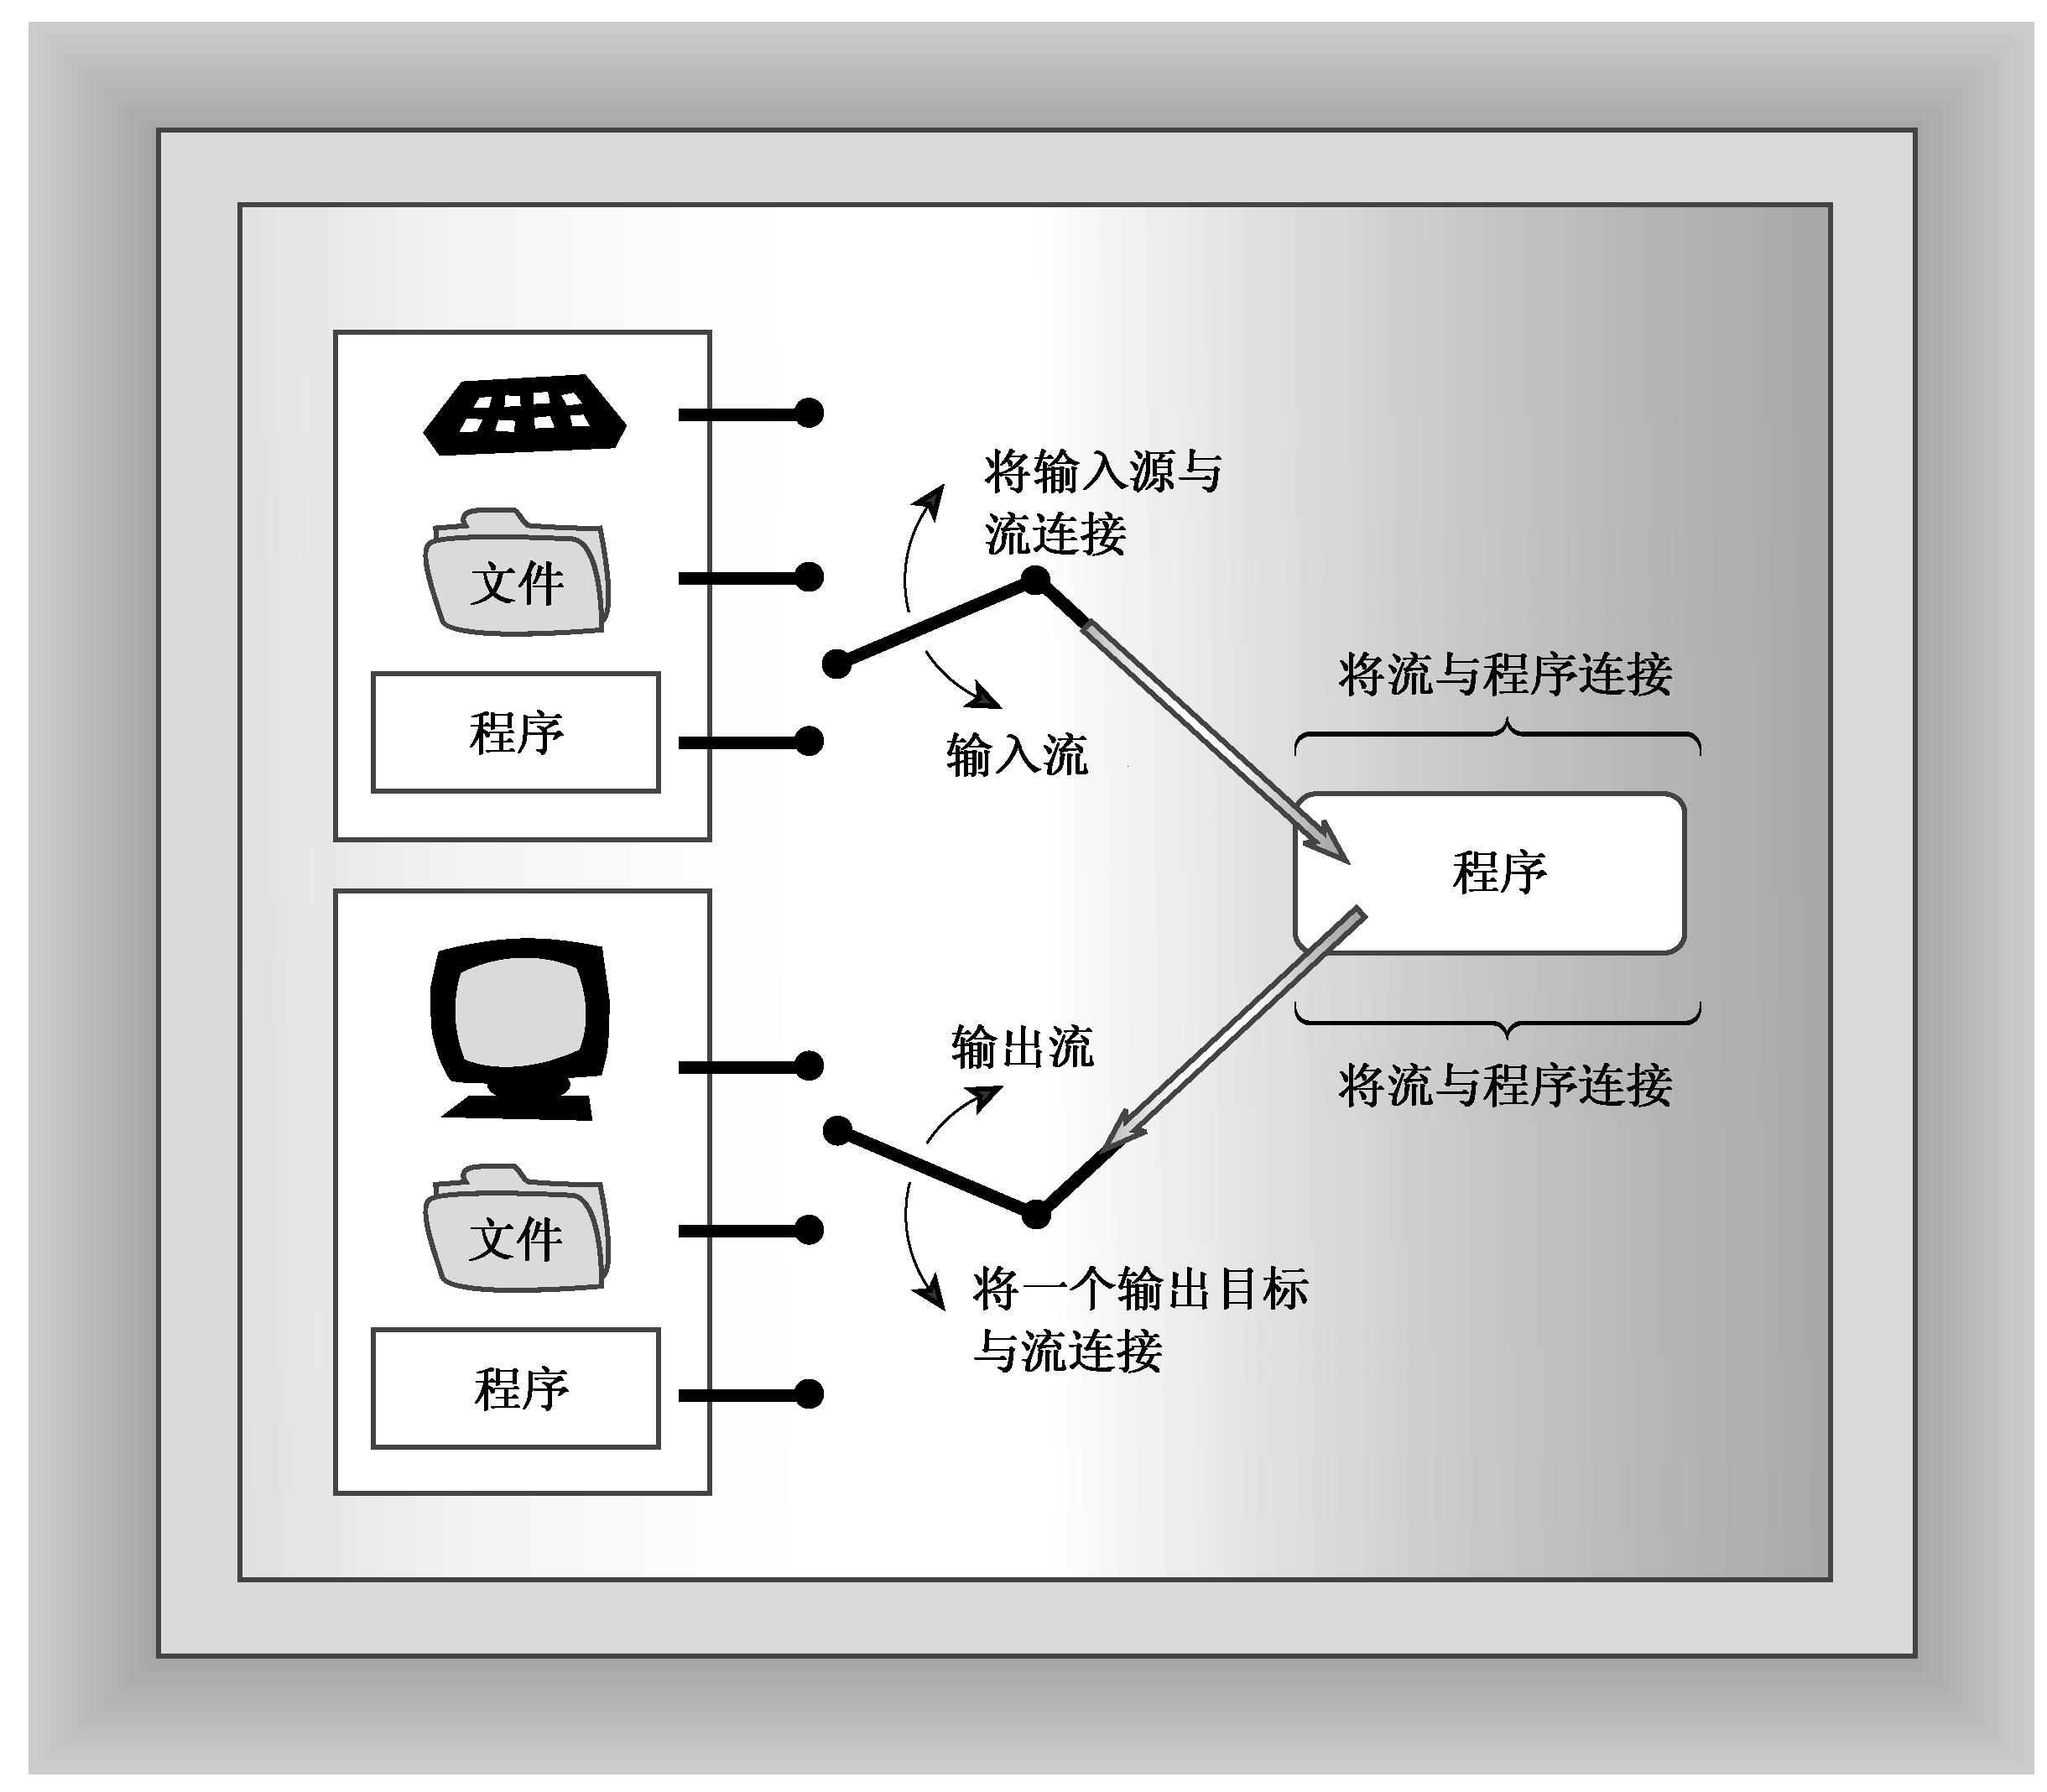 将输入源与
流连接
文件
将流与程序连接
程序
输入流
程序
输出流
将流与程序连接
文件
将一个输出目标
与流连接
程序